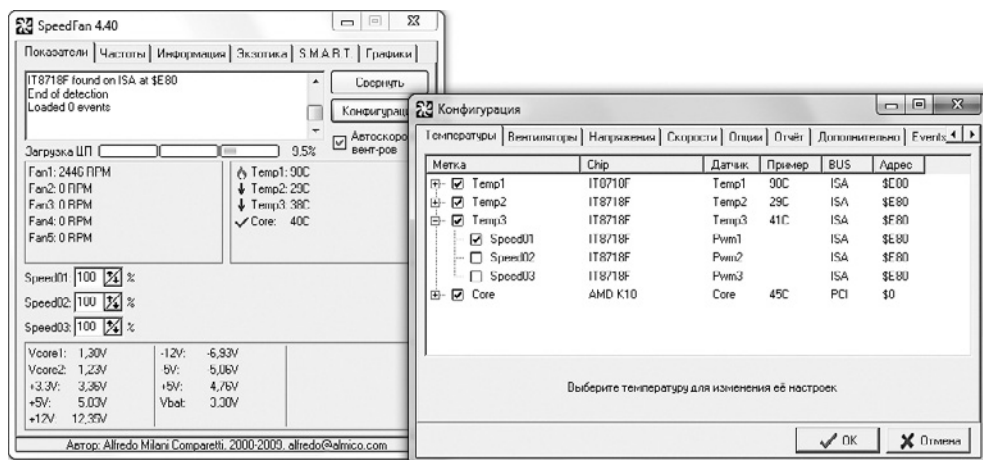 SpeedFan 4.40
Показатели Частоты Информация Экзотика S.M.A.R.T. Графики
IT8718F found on ISA at $E80
End of detection
Loaded 0 events
Свернуть
Конфигурац
Автоскоро
вент-ров
Загрузка ЦП 9.5%
Fan1: 2446 RPM
Fan2: 0 RPM
Fan3: 0 RPM
Fan4: 0 RPM
Fan5: 0 RPM
Temp1: 90C
Temp2: 29C
Temp3: 38C
Core: 40C
Speed01: 100 %
Speed02: 100 %
Speed03: 100 %
Vcore1: 1,30V
Vcore2: 1,23V
+3.3V: 3,36V
+5V: 5,03V
+12V: 12,35V
-12V: -6,93V
-5V: -5,06V
+5V: 4,76V
Vbat: 3,30V
Автор: Alfredo Milani Comparetti, 2000-2009, alfredo@almico.com
Конфигурация
Температуры Вентиляторы Напряжения Скорости Опции Отчёт Дополнительно Events
Метка Chip Датчик Пример BUS Адрес
Temp1 IT8718F Temp1 90C ISA $E80
Temp2 IT8718F Temp2 29C ISA $E80
Temp3 IT8718F Temp3 41C ISA $E80
Speed01 IT8718F Pwm1 ISA $E80
Speed02 IT8718F Pwm2 ISA $E80
Speed03 IT8718F Pwm3 ISA $E80
Core AMD K10 Core 45C PCI $0
Выберите температуру для изменения её настроек
OK
Отмена